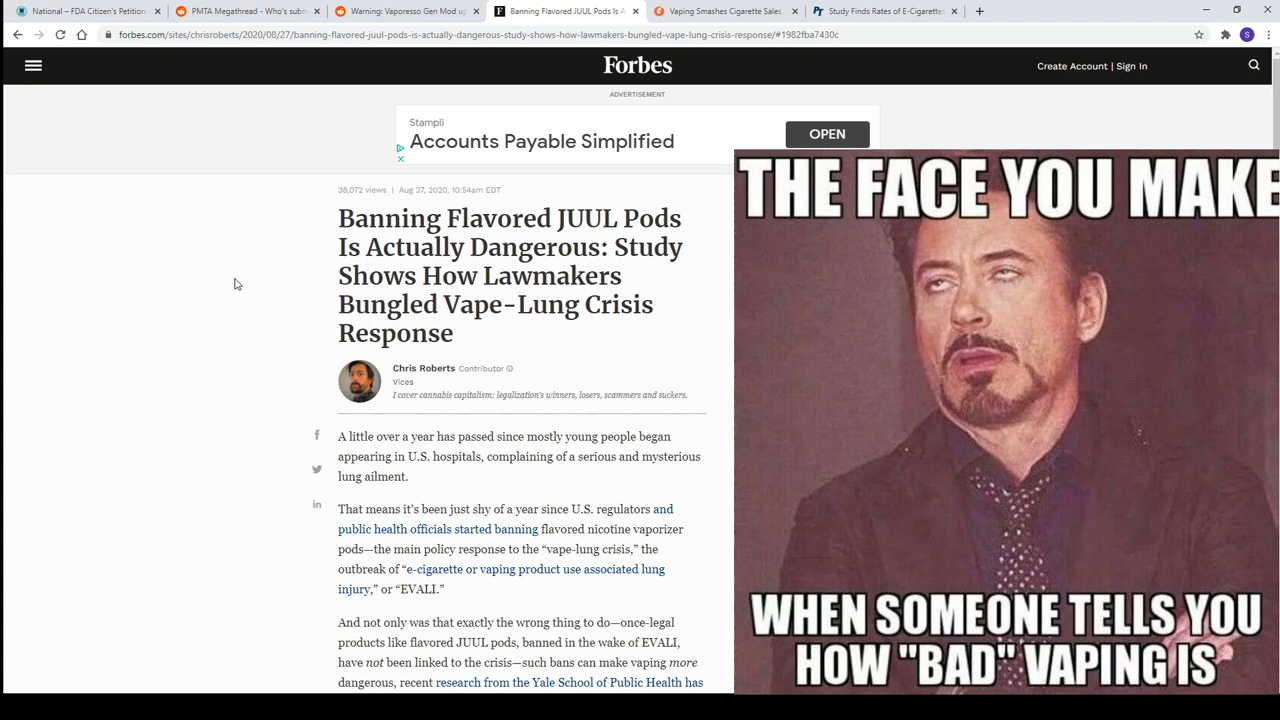 National – FDA Citizen's Petition
PMTA Megathread - Who's subm
Warning: Vaporesso Gen Mod up
Banning Flavored JUUL Pods Is A
Vaping Smashes Cigarette Sales,
Study Finds Rates of E-Cigarette
forbes.com/sites/chrisroberts/2020/08/27/banning-flavored-juul-pods-is-actually-dangerous-study-shows-how-lawmakers-bungled-vape-lung-crisis-response/#1982fba7430c
S
Forbes
Create Account | Sign In
ADVERTISEMENT
Stampli
Accounts Payable Simplified
OPEN
38,072 views | Aug 27, 2020, 10:54am EDT
Banning Flavored JUUL Pods
Is Actually Dangerous: Study
Shows How Lawmakers
Bungled Vape-Lung Crisis
Response
Chris Roberts Contributor
Vices
I cover cannabis capitalism: legalization's winners, losers, scammers and suckers.
A little over a year has passed since mostly young people began
appearing in U.S. hospitals, complaining of a serious and mysterious
lung ailment.
That means it's been just shy of a year since U.S. regulators and
public health officials started banning flavored nicotine vaporizer
pods—the main policy response to the “vape-lung crisis,” the
outbreak of “e-cigarette or vaping product use associated lung
injury,” or “EVALI.”
And not only was that exactly the wrong thing to do—once-legal
products like flavored JUUL pods, banned in the wake of EVALI,
have not been linked to the crisis—such bans can make vaping more
dangerous, recent research from the Yale School of Public Health has
THE FACE YOU MAKE
WHEN SOMEONE TELLS YOU
HOW "BAD" VAPING IS